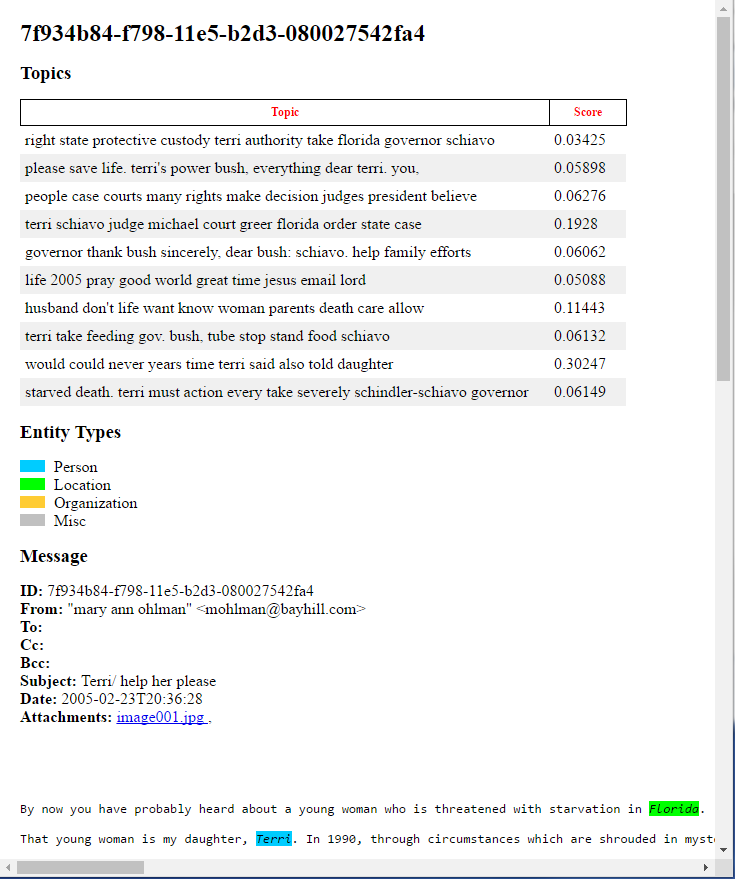 7f934b84-f798-11e5-b2d3-080027542fa4
Topics
Topic Score
right state protective custody terri authority take florida governor schiavo 0.03425
please save life. terri's power bush, everything dear terri. you, 0.05898
people case courts many rights make decision judges president believe 0.06276
terri schiavo judge michael court greer florida order state case 0.1928
governor thank bush sincerely, dear bush: schiavo. help family efforts 0.06062
life 2005 pray good world great time jesus email lord 0.05088
husband don't life want know woman parents death care allow 0.11443
terri take feeding gov. bush, tube stop stand food schiavo 0.06132
would could never years time terri said also told daughter 0.30247
starved death. terri must action every take severely schindler-schiavo governor 0.06149
Entity Types
Person
Location
Organization
Misc
Message
ID: 7f934b84-f798-11e5-b2d3-080027542fa4
From: "mary ann ohlman" <mohlman@bayhill.com>
To:
Cc:
Bcc:
Subject: Terri/ help her please
Date: 2005-02-23T20:36:28
Attachments: image001.jpg ,
By now you have probably heard about a young woman who is threatened with starvation in Florida.
That young woman is my daughter, Terri. In 1990, through circumstances which are shrouded in